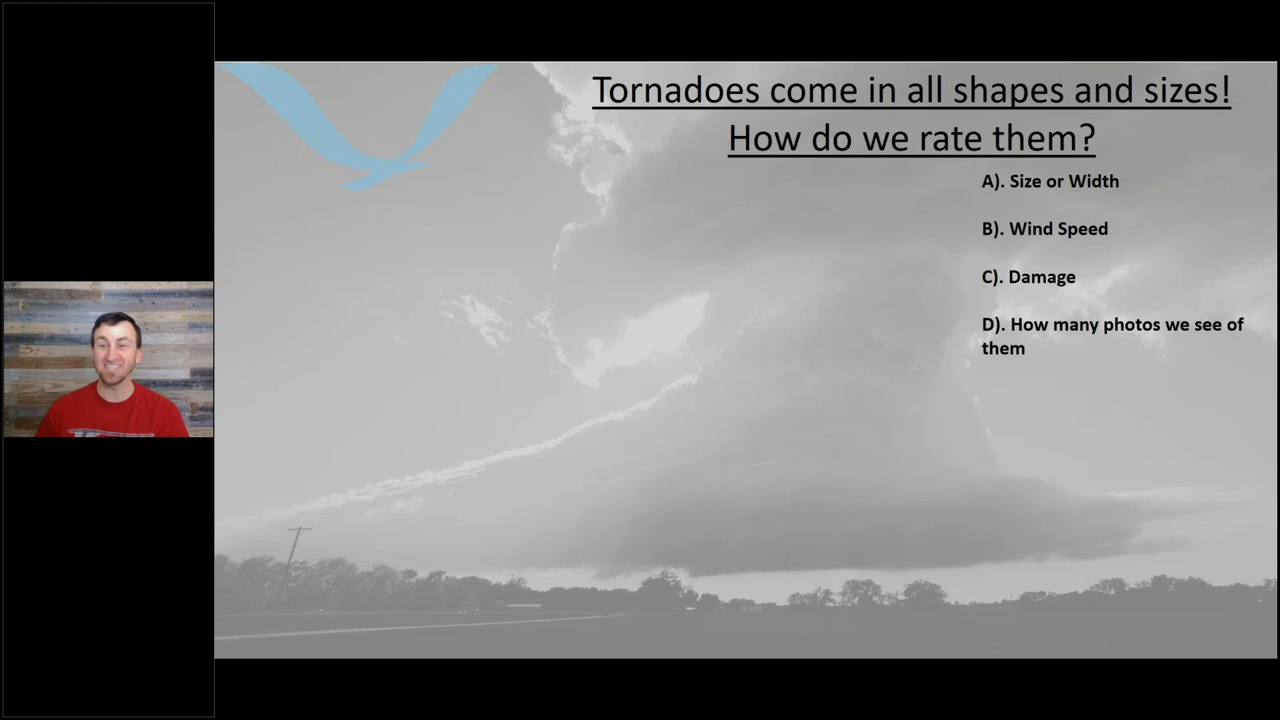 Tornadoes come in all shapes and sizes!
How do we rate them?
A). Size or Width
B). Wind Speed
C). Damage
D). How many photos we see of
them